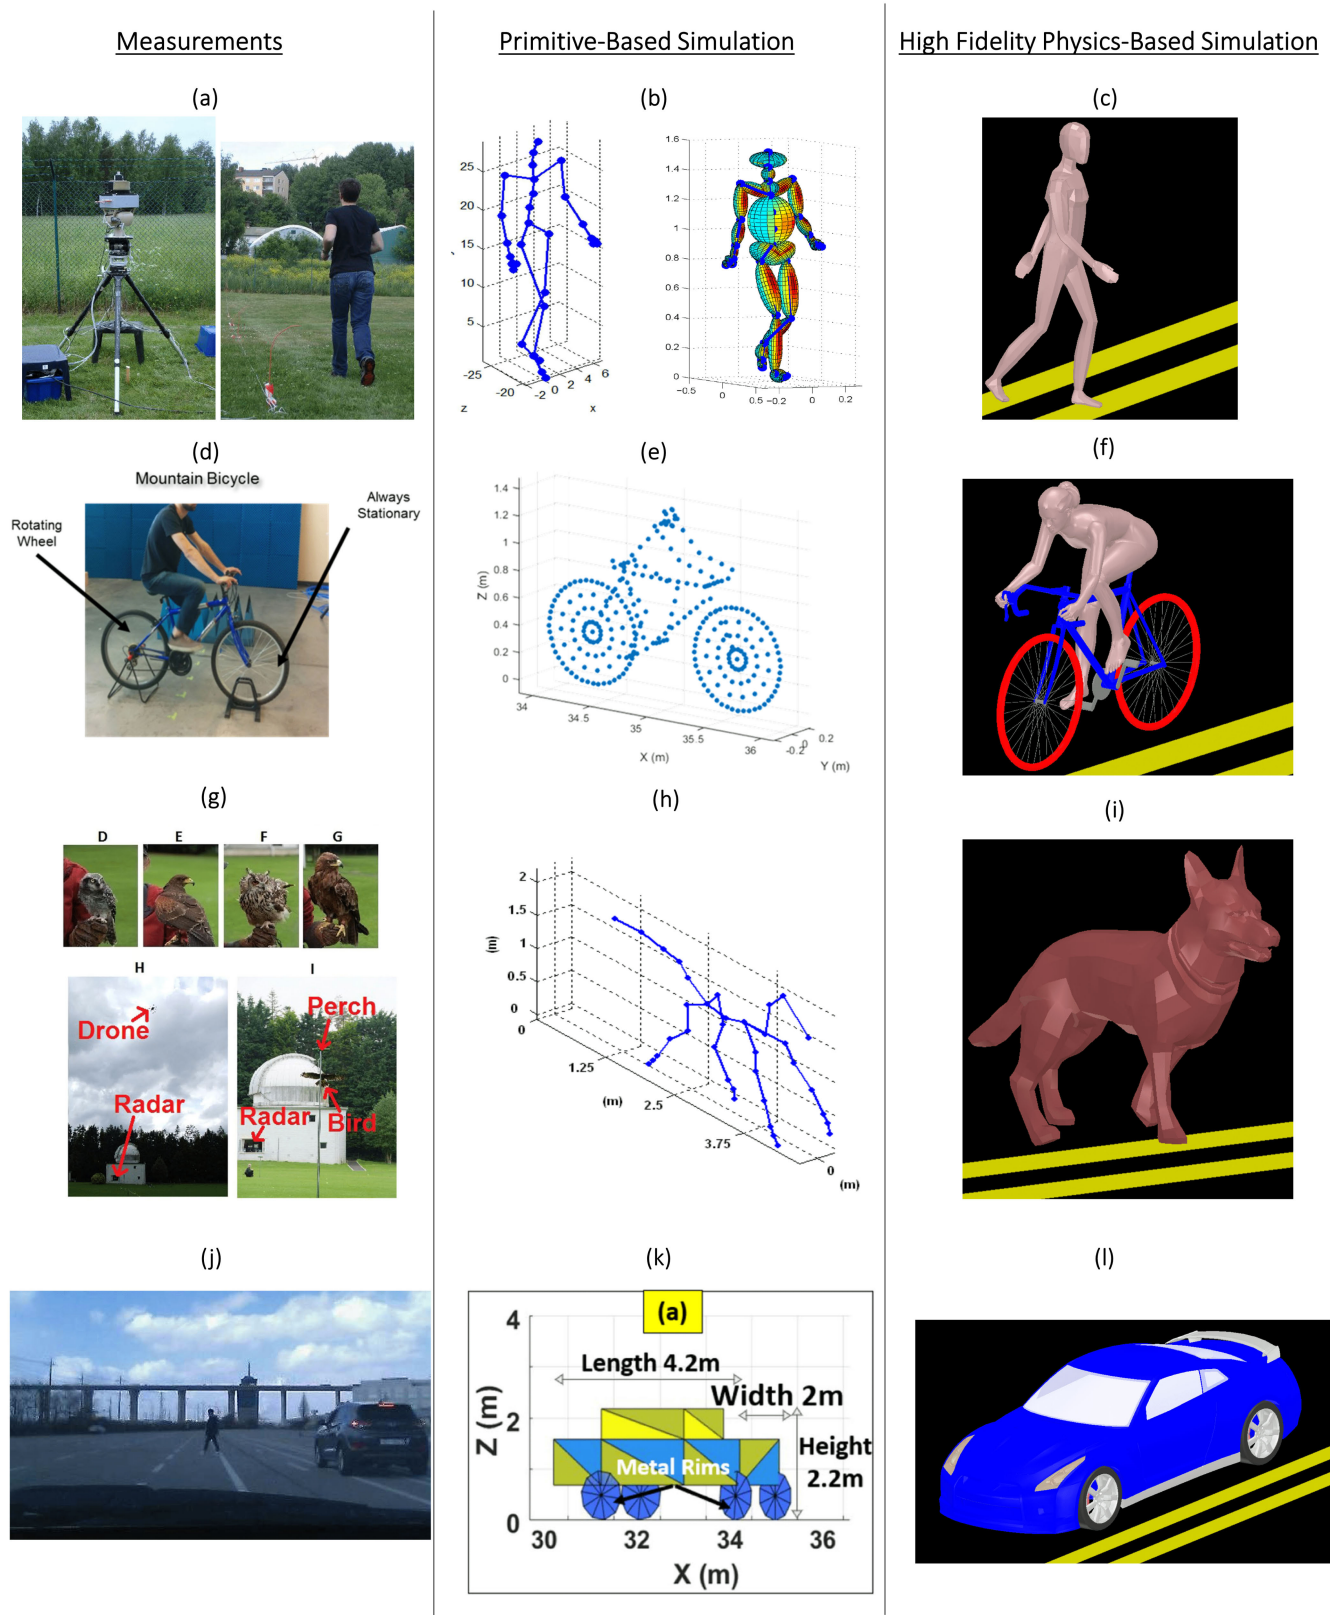 Measurements
Primitive-Based Simulation
High Fidelity Physics-Based Simulation
(a)
(b)
(c)
25
20
15
10
5
-25
-20
-2 0 2 4 6
z
x
1.6
1.4
1.2
1
0.8
0.6
0.4
0.2
0
-0.5
0.5 -0.2
0
0.2
(d)
Mountain Bicycle
Rotating
Wheel
Always
Stationary
(e)
1.4
1.2
1
0.8
0.6
0.4
0.2
0
Z (m)
34
34.5
35
35.5
36
X (m)
-0.2
0
0.2
Y (m)
(f)
(g)
D
E
F
G
H
I
Drone
Radar
Perch
Radar
Bird
(h)
2
1.5
1
0.5
0
(m)
0
1.25
2.5
3.75
(m)
0
(m)
(i)
(j)
(k)
(a)
4
2
0
Z (m)
Length 4.2m
Width 2m
Height
2.2m
Metal Rims
30 32 34 36
X (m)
(l)